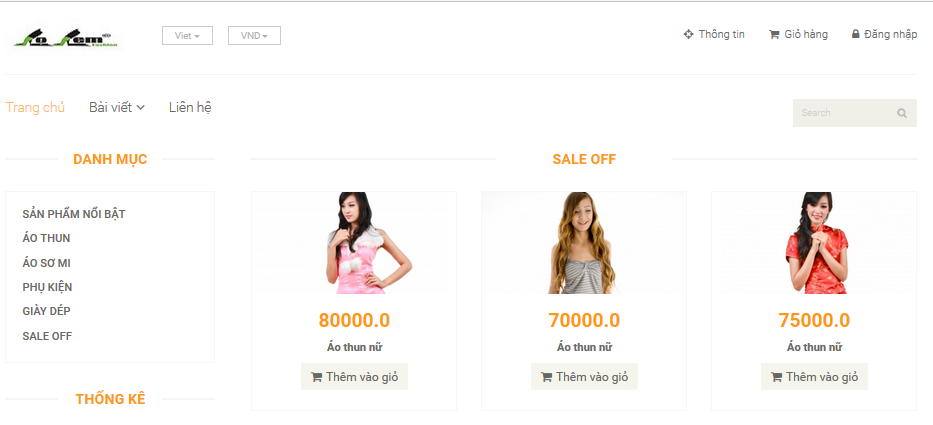 Viet
VND
Thông tin
Giỏ hàng
Đăng nhập
Trang chủ
Bài viết
Liên hệ
Search
DANH MỤC
SẢN PHẨM NỔI BẬT
ÁO THUN
ÁO SƠ MI
PHỤ KIỆN
GIÀY DÉP
SALE OFF
THỐNG KÊ
SALE OFF
80000.0
Áo thun nữ
Thêm vào giỏ
70000.0
Áo thun nữ
Thêm vào giỏ
75000.0
Áo thun nữ
Thêm vào giỏ